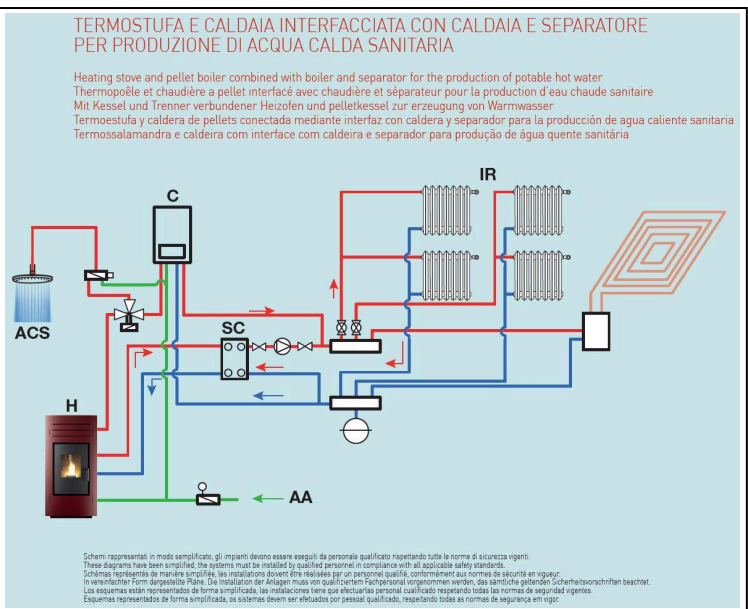 TERMOSTUFA E CALDAIA INTERFACCIATA CON CALDAIA E SEPARATORE
PER PRODUZIONE DI ACQUA CALDA SANITARIA
Heating stove and pellet boiler combined with boiler and separator for the production of potable hot water
Thermopoêle et chaudière a pellet interfacé avec chaudière et séparateur pour la production d'eau chaude sanitaire
Mit Kessel und Trenner verbundener Heizofen und pelletkessel zur erzeugung von Warmwasser
Termoestufa y caldera de pellets conectada mediante interfaz con caldera y separador para la producción de agua caliente sanitaria
Termossalamandra e caldeira com interface com caldeira e separador para produção de água quente sanitária
IR
C
ACS
SC
H
AA
Schemi rappresentati in modo semplificato, gli impianti devono essere eseguiti da personale qualificato rispettando tutte le norme di sicurezza vigenti.
These diagrams have been simplified, the systems must be installed by qualified personnel in compliance with all applicable safety standards.
Schémas représentés de manière simplifiée, les installations doivent être réalisées par un personnel qualifié, conformément aux normes de sécurité en vigueur.
In vereinfachter Form dargestellte Pläne. Die Installation der Anlagen muss von qualifiziertem Fachpersonal vorgenommen werden, das sämtliche geltenden Sicherheitsvorschriften beachtet.
Los esquemas están representados de forma simplificada, las instalaciones tiene que efectuarlas personal cualificado respetando todas las normas de seguridad vigentes.
Esquemas representados de forma simplificada, os sistemas devem ser efetuados por pessoal qualificado, respeitando todas as normas de segurança em vigor.